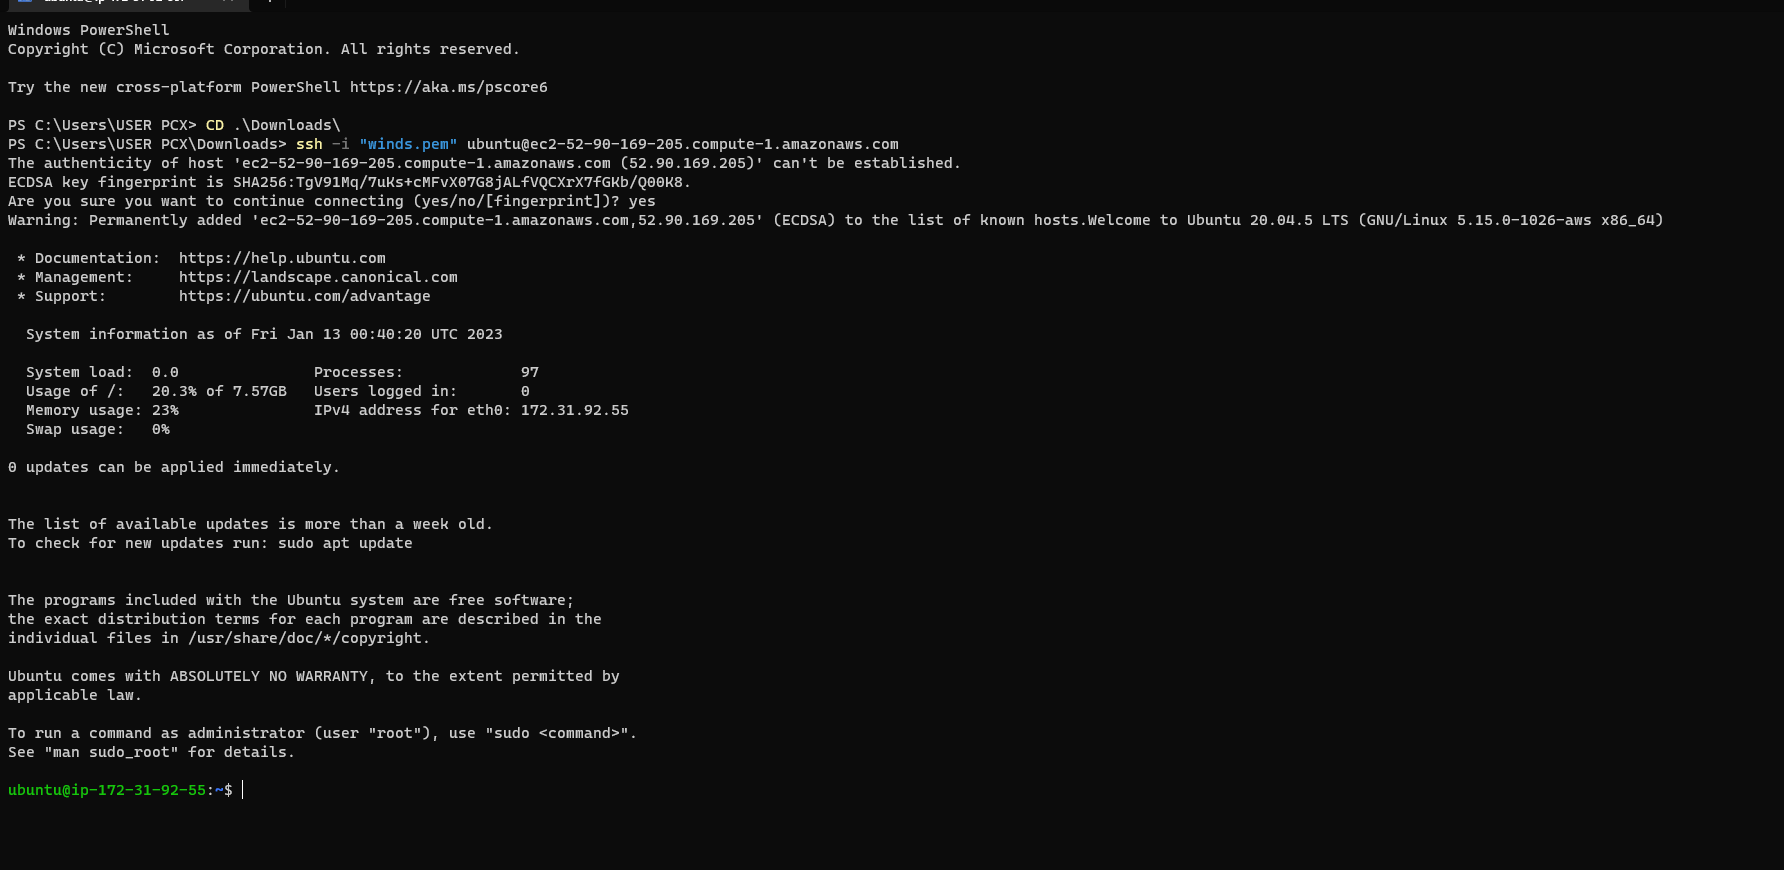 Windows PowerShell
Copyright (C) Microsoft Corporation. All rights reserved.
Try the new cross-platform PowerShell https://aka.ms/pscore6
PS C:\Users\USER PCX> CD .\Downloads\
PS C:\Users\USER PCX\Downloads> ssh -i "winds.pem" ubuntu@ec2-52-90-169-205.compute-1.amazonaws.com
The authenticity of host 'ec2-52-90-169-205.compute-1.amazonaws.com (52.90.169.205)' can't be established.
ECDSA key fingerprint is SHA256:TgV91Mq/7uKs+cMFvX07G8jALfVQCXrX7fGKb/Q00K8.
Are you sure you want to continue connecting (yes/no/[fingerprint])? yes
Warning: Permanently added 'ec2-52-90-169-205.compute-1.amazonaws.com,52.90.169.205' (ECDSA) to the list of known hosts.Welcome to Ubuntu 20.04.5 LTS (GNU/Linux 5.15.0-1026-aws x86_64)
* Documentation:  https://help.ubuntu.com
* Management:     https://landscape.canonical.com
* Support:        https://ubuntu.com/advantage
System information as of Fri Jan 13 00:40:20 UTC 2023
System load:  0.0               Processes:             97
Usage of /:   20.3% of 7.57GB   Users logged in:       0
Memory usage: 23%               IPv4 address for eth0: 172.31.92.55
Swap usage:   0%
0 updates can be applied immediately.
The list of available updates is more than a week old.
To check for new updates run: sudo apt update
The programs included with the Ubuntu system are free software;
the exact distribution terms for each program are described in the
individual files in /usr/share/doc/*/copyright.
Ubuntu comes with ABSOLUTELY NO WARRANTY, to the extent permitted by
applicable law.
To run a command as administrator (user "root"), use "sudo <command>".
See "man sudo_root" for details.
ubuntu@ip-172-31-92-55:~$